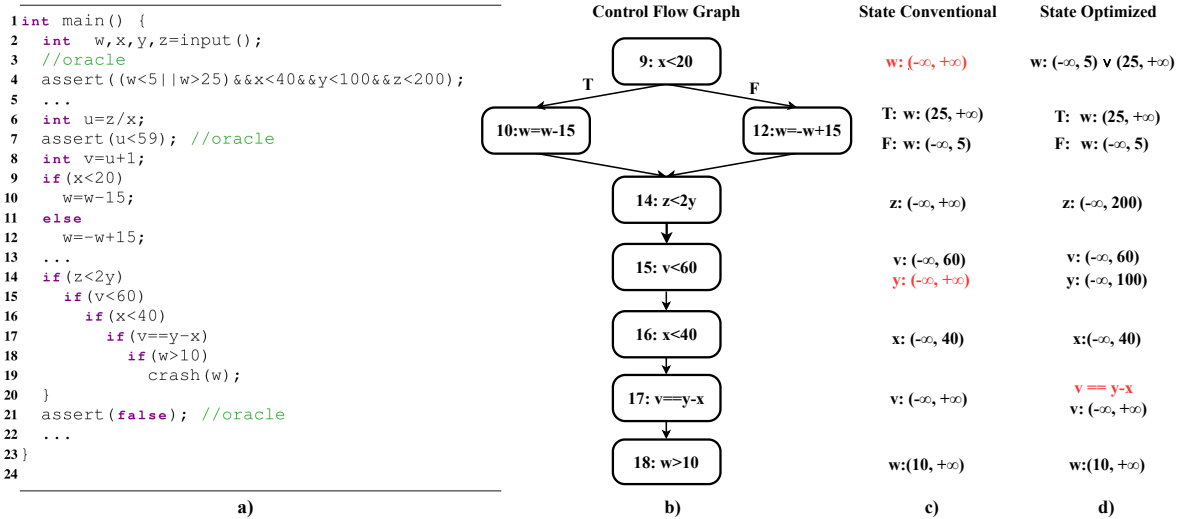 1 int main() {
2 int w,x,y,z=input();
3 //oracle
4 assert((w<5||w>25)&&x<40&&y<100&&z<200);
5 ...
6 int u=z/x;
7 assert(u<59); //oracle
8 int v=u+1;
9 if(x<20)
10 w=w-15;
11 else
12 w=-w+15;
13 ...
14 if(z<2y)
15 if(v<60)
16 if(x<40)
17 if(v==y-x)
18 if(w>10)
19 crash(w);
20 }
21 assert(false); //oracle
22 ...
23 }
24
a)
Control Flow Graph
9: x<20
T
F
10:w=w-15
12:w=-w+15
14: z<2y
15: v<60
16: x<40
17: v==y-x
18: w>10
b)
State Conventional
w: (-∞, +∞)
T: w: (25, +∞)
F: w: (-∞, 5)
z: (-∞, +∞)
v: (-∞, 60)
y: (-∞, +∞)
x: (-∞, 40)
v: (-∞, +∞)
w:(10, +∞)
c)
State Optimized
w: (-∞, 5) ∨ (25, +∞)
T: w: (25, +∞)
F: w: (-∞, 5)
z: (-∞, 200)
v: (-∞, 60)
y: (-∞, 100)
x:(-∞, 40)
v == y-x
v: (-∞, +∞)
w:(10, +∞)
d)